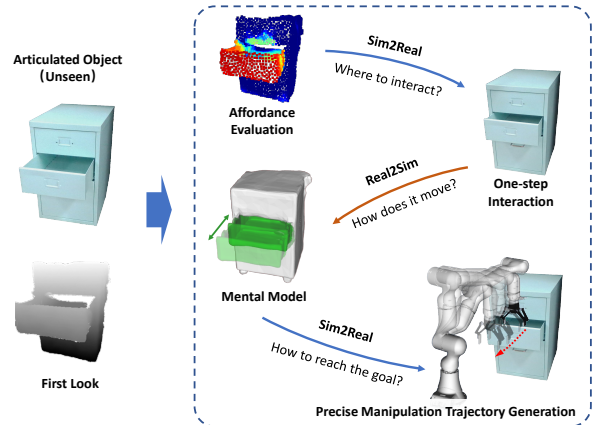 Articulated Object
(Unseen)
First Look
Affordance
Evaluation
Sim2Real
Where to interact?
One-step
Interaction
Real2Sim
How does it move?
Mental Model
Sim2Real
How to reach the goal?
Precise Manipulation Trajectory Generation